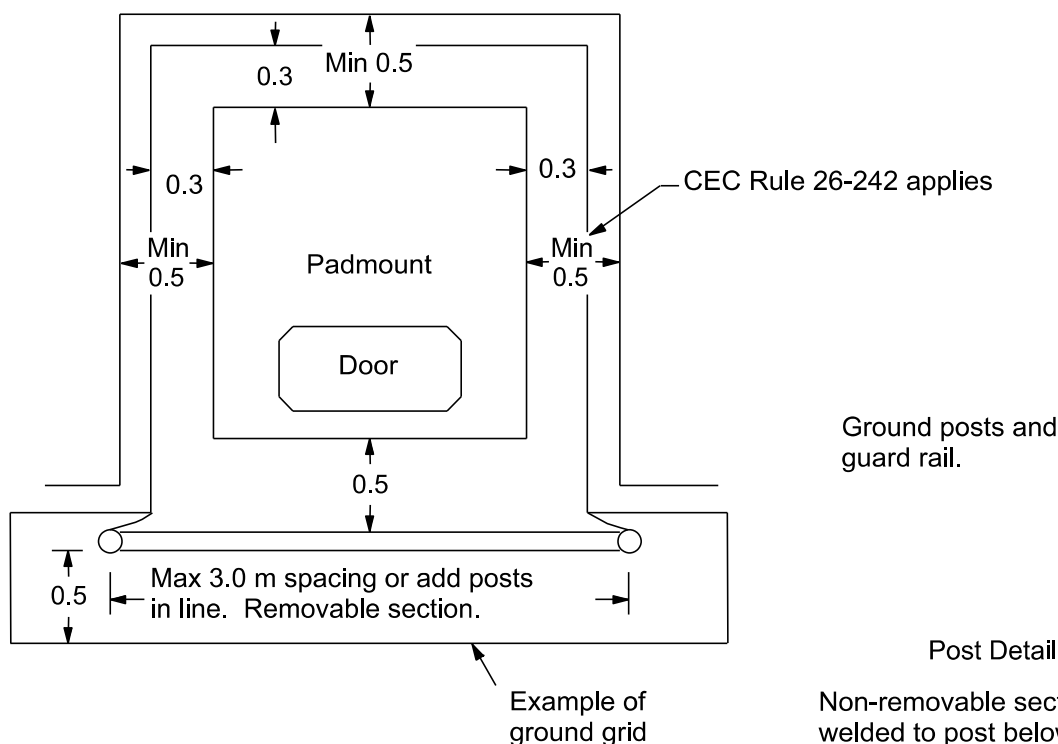 Min 0.5
0.3
0.3
0.3
CEC Rule 26-242 applies
Min
0.5
Min
0.5
Padmount
Door
Ground posts and
guard rail.
0.5
Max 3.0 m spacing or add posts
in line. Removable section.
0.5
Post Detail
Example of
ground grid
Non-removable sect
welded to post below